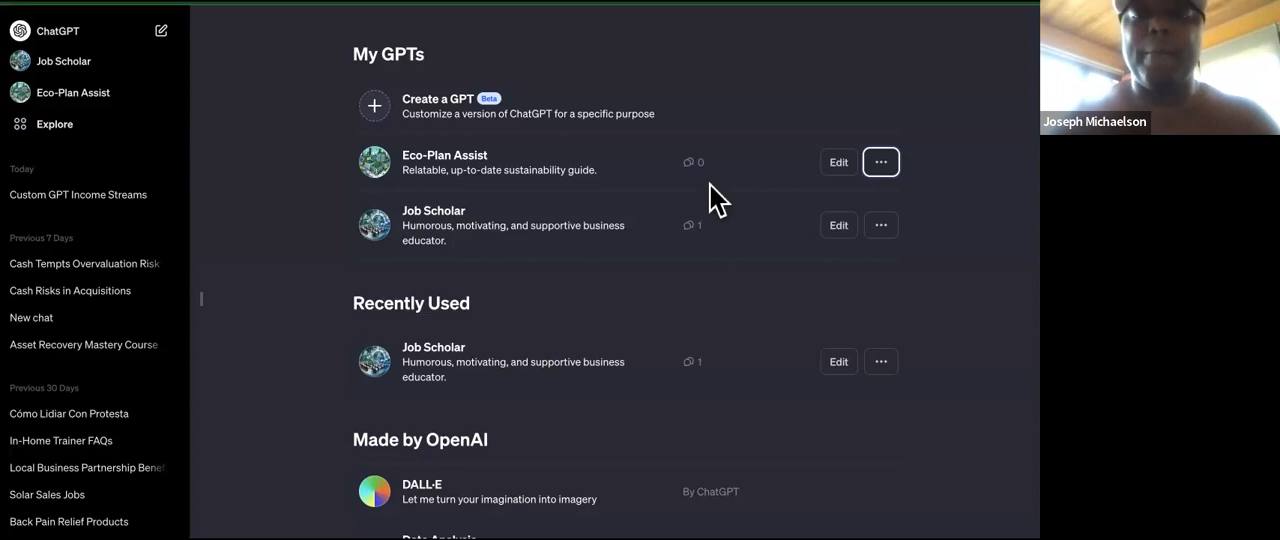 ChatGPT
Job Scholar
Eco-Plan Assist
Explore
Today
Custom GPT Income Streams
Previous 7 Days
Cash Tempts Overvaluation Risk
Cash Risks in Acquisitions
New chat
Asset Recovery Mastery Course
Previous 30 Days
Cómo Lidiar Con Protesta
In-Home Trainer FAQs
Local Business Partnership Benef
Solar Sales Jobs
Back Pain Relief Products
My GPTs
Create a GPT Beta
Customize a version of ChatGPT for a specific purpose
Eco-Plan Assist
Relatable, up-to-date sustainability guide.
0
Edit
Job Scholar
Humorous, motivating, and supportive business
educator.
1
Edit
Recently Used
Job Scholar
Humorous, motivating, and supportive business
educator.
1
Edit
Made by OpenAI
DALL·E
Let me turn your imagination into imagery
By ChatGPT
Data Analysis
Joseph Michaelson